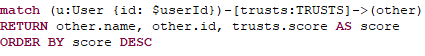 match (u:User {id: $userId})-[trusts:TRUSTS]->(other)
RETURN other.name, other.id, trusts.score AS score
ORDER BY score DESC